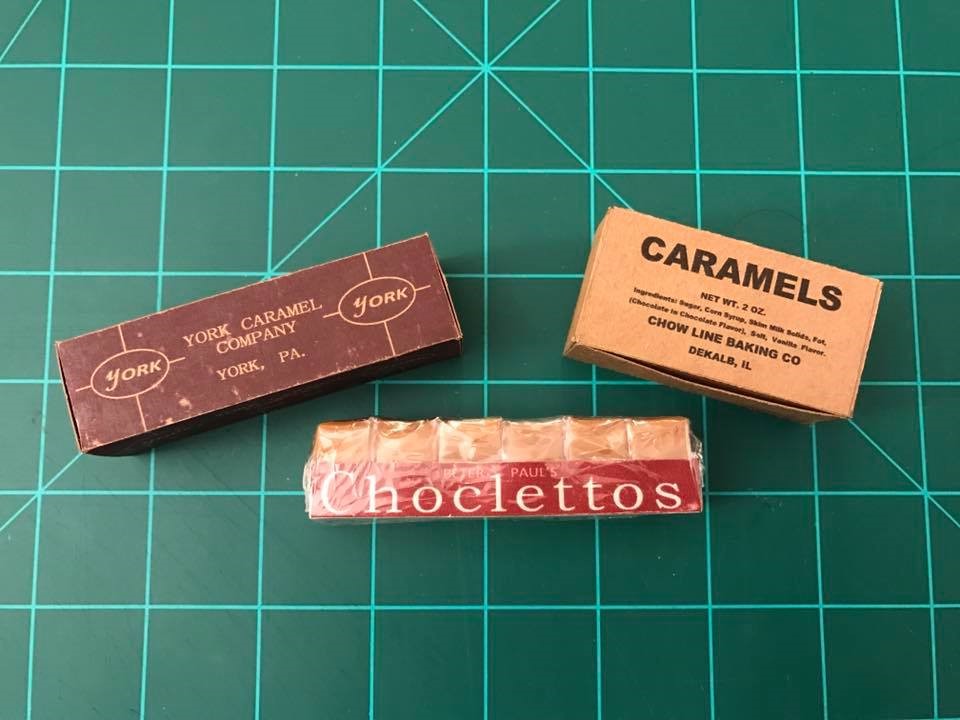 York
YORK CARAMEL
COMPANY
YORK, PA.
York
CARAMELS
NET WT. 2 OZ.
Ingredients: Sugar, Corn Syrup, Skim Milk Solids, Fat,
(Chocolate in Chocolate Flavor), Salt, Vanilla Flavor.
CHOW LINE BAKING CO
DEKALB, IL
PETER PAUL'S
Choclettos